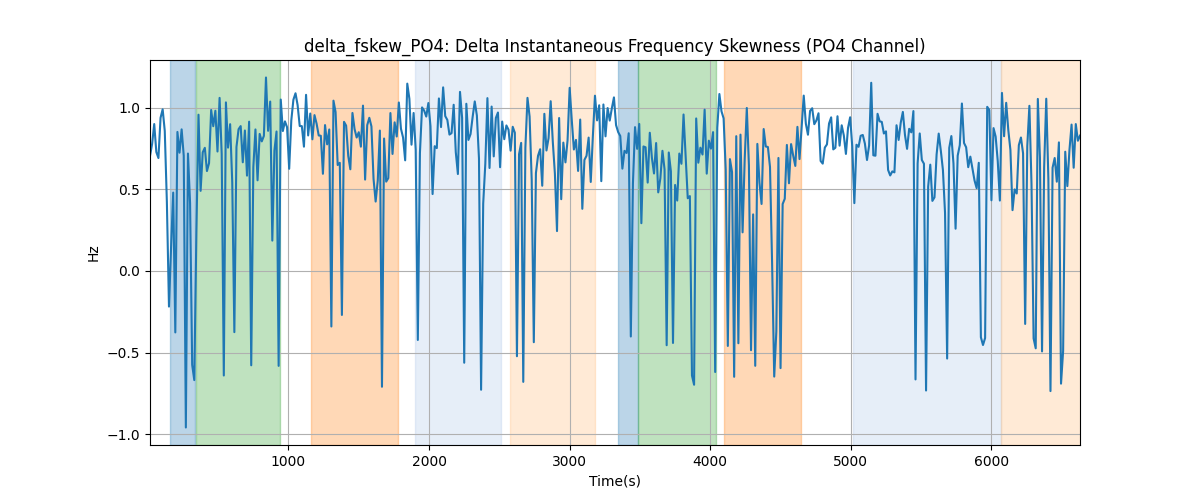 delta_fskew_PO4: Delta Instantaneous Frequency Skewness (PO4 Channel)
1.0
0.5
0.0
−0.5
−1.0
Hz
1000 2000 3000 4000 5000 6000
Time(s)